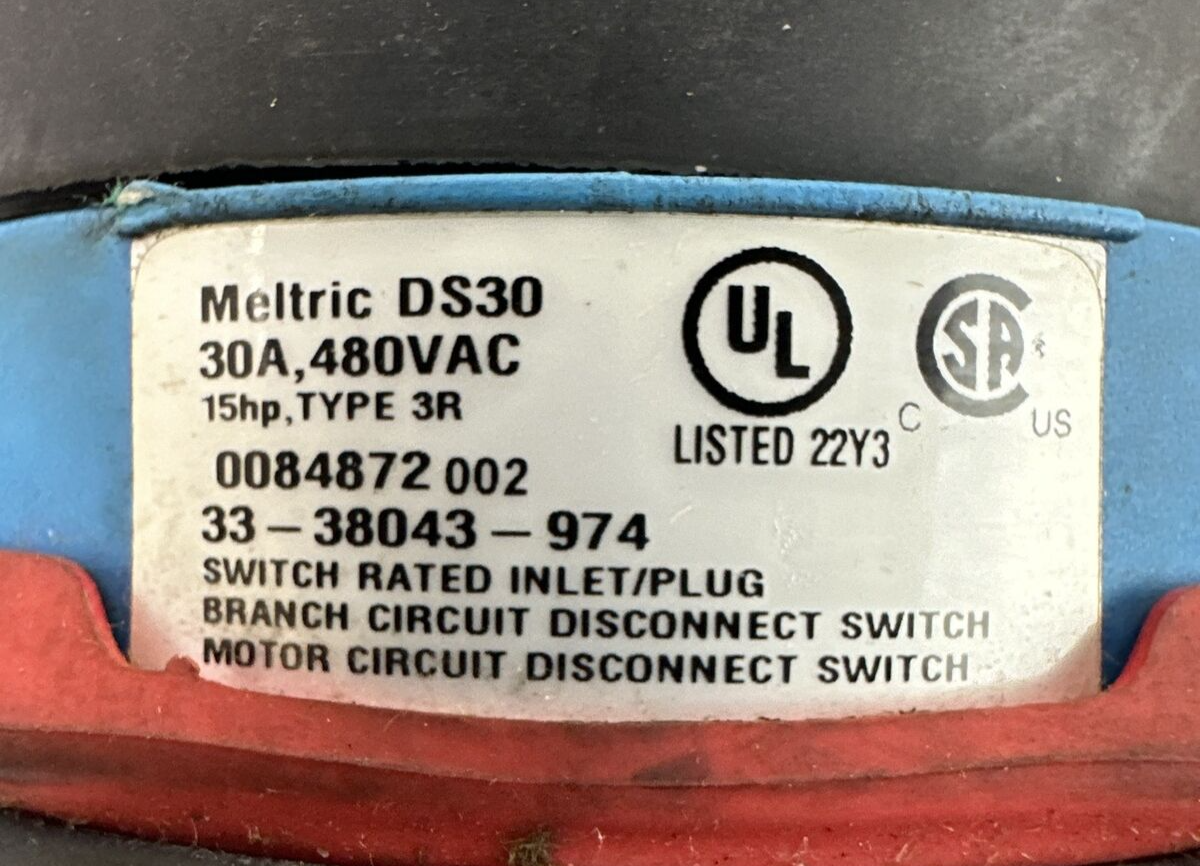 Meltric DS30
30A,480VAC
15hp,TYPE 3R
0084872 002
33-38043-974
SWITCH RATED INLET/PLUG
BRANCH CIRCUIT DISCONNECT SWITCH
MOTOR CIRCUIT DISCONNECT SWITCH
UL
LISTED 22Y3
SA
C US